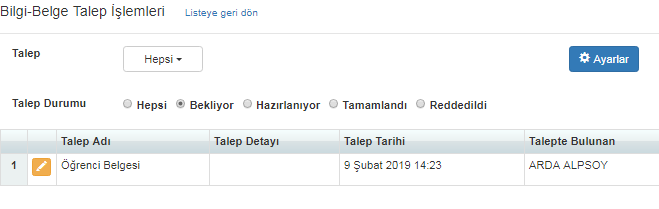 Bilgi-Belge Talep İşlemleri Listeye geri dön
Talep Hepsi Ayarlar
Talep Durumu Hepsi Bekliyor Hazırlanıyor Tamamlandı Reddedildi
Talep Adı Talep Detayı Talep Tarihi Talepte Bulunan
1 Öğrenci Belgesi 9 Şubat 2019 14:23 ARDA ALPSOY